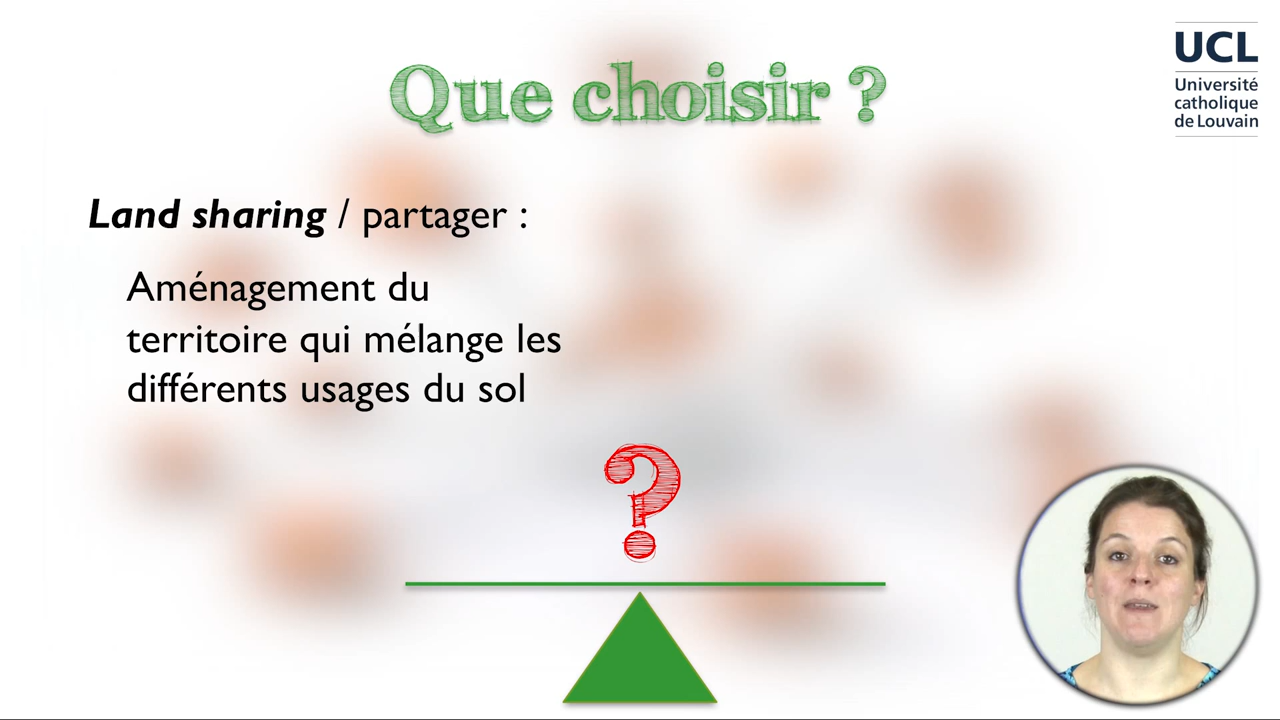 Que choisir ?
UCL
Université
catholique
de Louvain
Land sharing / partager :
Aménagement du
territoire qui mélange les
différents usages du sol
?